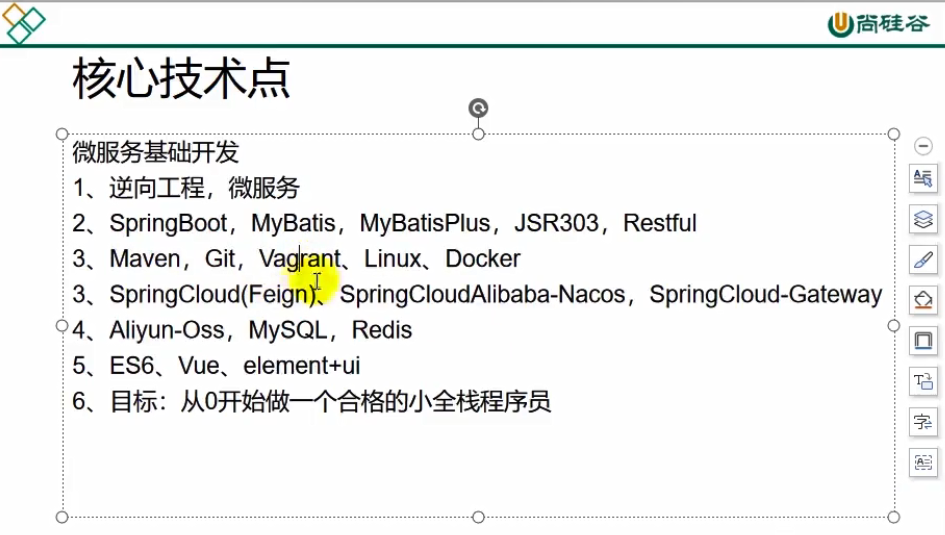 尚硅谷
核心技术点
微服务基础开发
1、逆向工程，微服务
2、SpringBoot，MyBatis，MyBatisPlus，JSR303，Restful
3、Maven，Git，Vagrant、Linux、Docker
3、SpringCloud(Feign)、SpringCloudAlibaba-Nacos，SpringCloud-Gateway
4、Aliyun-Oss，MySQL，Redis
5、ES6、Vue、element+ui
6、目标：从0开始做一个合格的小全栈程序员